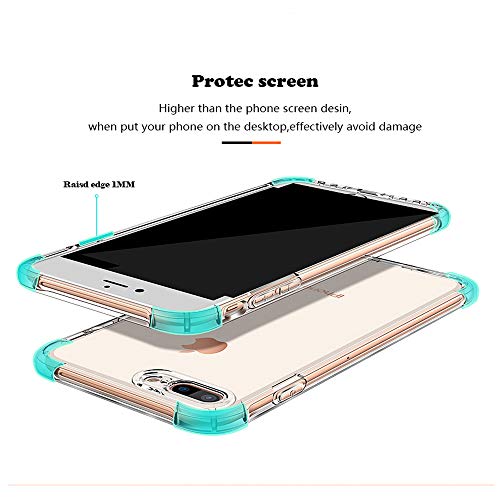 Protec screen
Higher than the phone screen desin,
when put your phone on the desktop,effectively avoid damage
Raisd edge 1MM